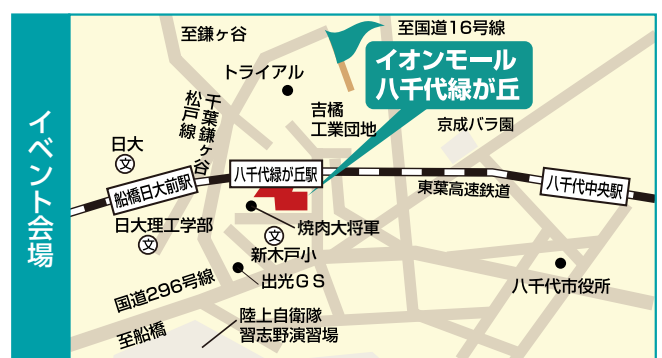 イベント会場
至鎌ヶ谷
至国道16号線
イオンモール
八千代緑が丘
トライアル
千葉鎌ヶ谷
松戸線
吉橋
工業団地
京成バラ園
日大
文
船橋日大前駅
八千代緑が丘駅
東葉高速鉄道
八千代中央駅
日大理工学部
文
焼肉大将軍
文
新木戸小
出光GS
国道296号線
八千代市役所
至船橋
陸上自衛隊
習志野演習場